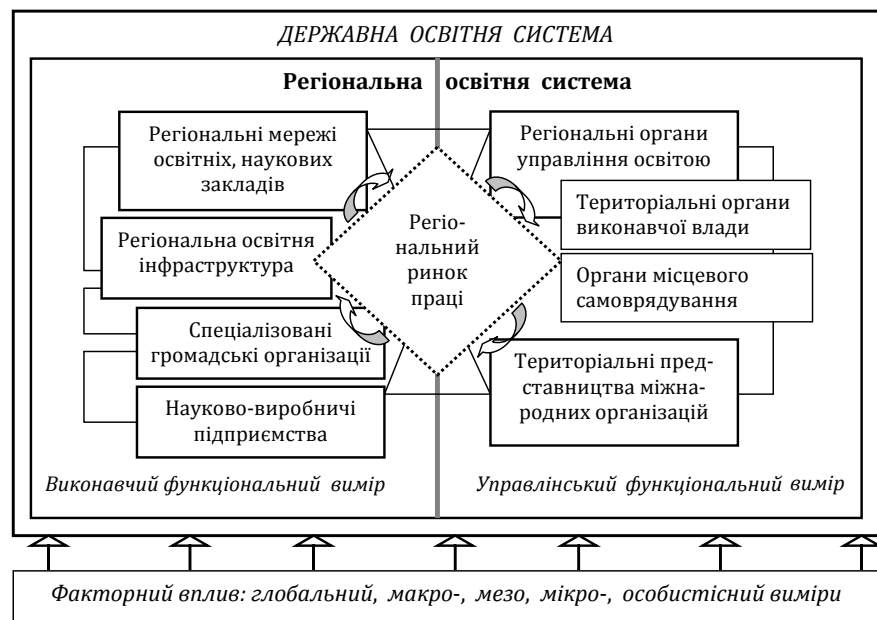 ДЕРЖАВНА ОСВІТНЯ СИСТЕМА
Регіональна освітня система
Регіональні мережі
освітніх, наукових
закладів
Регіональна освітня
інфраструктура
Спеціалізовані
громадські організації
Науково-виробничі
підприємства
Регіо-
нальний
ринок
праці
Регіональні органи
управління освітою
Територіальні органи
виконавчої влади
Органи місцевого
самоврядування
Територіальні пред-
ставництва міжна-
родних організацій
Виконавчий функціональний вимір
Управлінський функціональний вимір
Факторний вплив: глобальний, макро-, мезо, мікро-, особистісний виміри